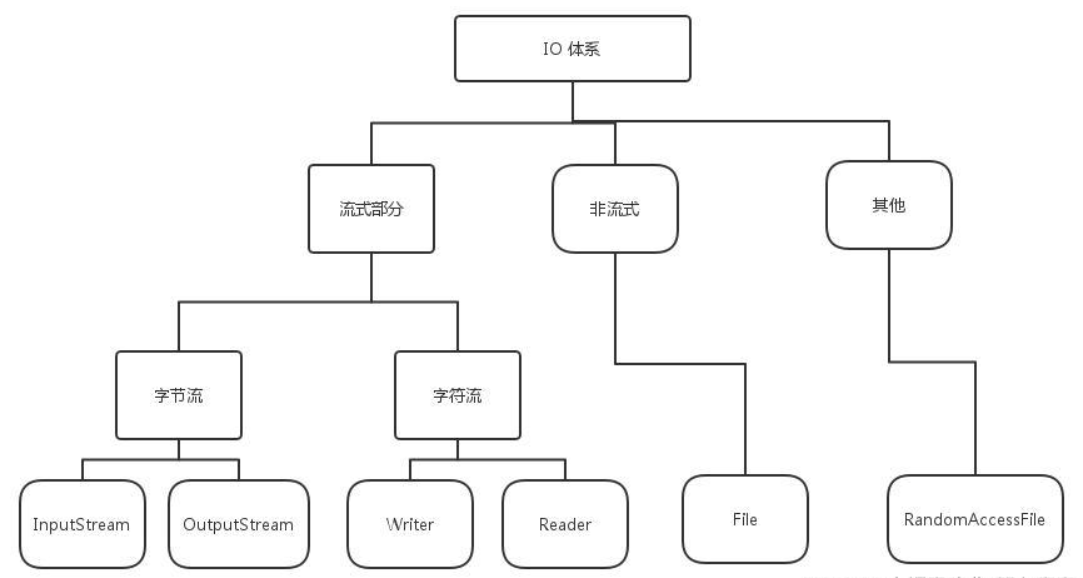 IO 体系
流式部分
非流式
其他
字节流
字符流
InputStream
OutputStream
Writer
Reader
File
RandomAccessFile